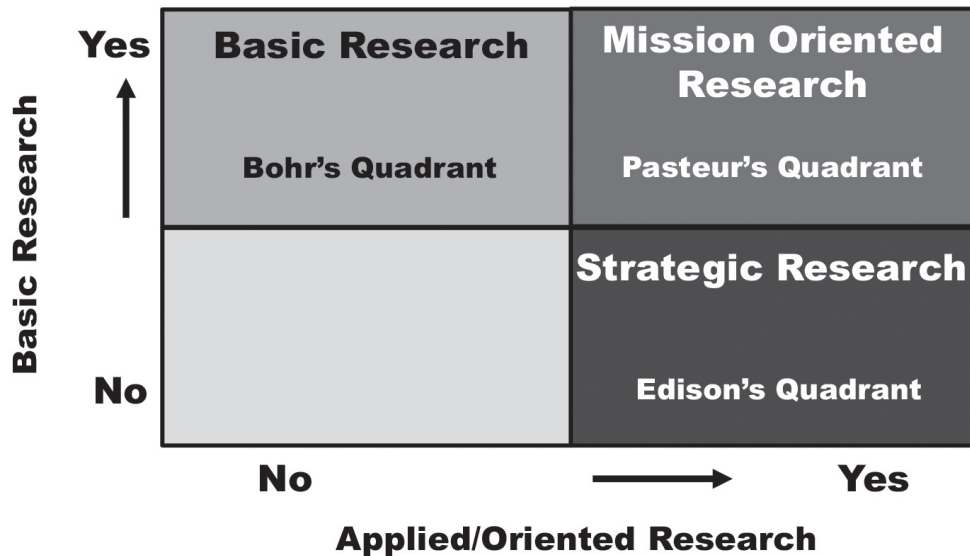 Yes
Basic Research
Mission Oriented
Research
Bohr’s Quadrant
Pasteur’s Quadrant
Basic Research
Strategic Research
No
Edison’s Quadrant
No
Yes
Applied/Oriented Research